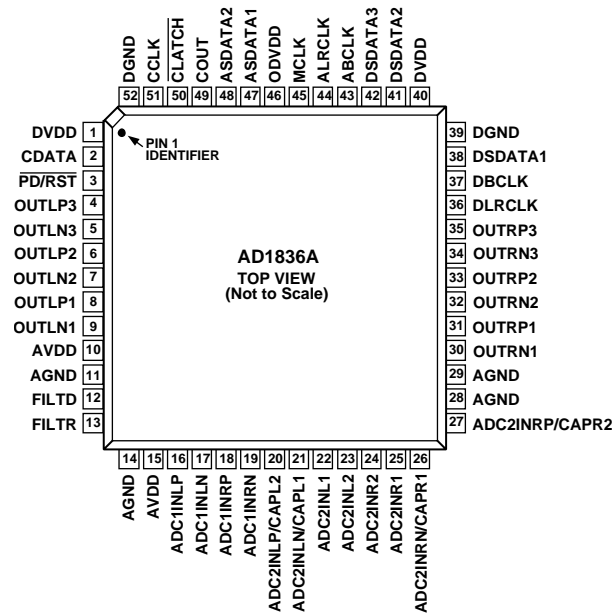 DGND
CCLK
CLATCH
COUT
ASDATA2
ASDATA1
ODVDD
MCLK
ALRCLK
ABCLK
DSDATA3
DSDATA2
DVDD
52 51 50 49 48 47 46 45 44 43 42 41 40
DVDD 1
CDATA 2
PD/RST 3
OUTLP3 4
OUTLN3 5
OUTLP2 6
OUTLN2 7
OUTLP1 8
OUTLN1 9
AVDD 10
AGND 11
FILTD 12
FILTR 13
PIN 1
IDENTIFIER
AD1836A
TOP VIEW
(Not to Scale)
39 DGND
38 DSDATA1
37 DBCLK
36 DLRCLK
35 OUTRP3
34 OUTRN3
33 OUTRP2
32 OUTRN2
31 OUTRP1
30 OUTRN1
29 AGND
28 AGND
27 ADC2INRP/CAPR2
14 15 16 17 18 19 20 21 22 23 24 25 26
AGND
AVDD
ADC1INLP
ADC1INLN
ADC1INRP
ADC1INRN
ADC2INLP/CAPL2
ADC2INLN/CAPL1
ADC2INL1
ADC2INL2
ADC2INR2
ADC2INR1
ADC2INRN/CAPR1